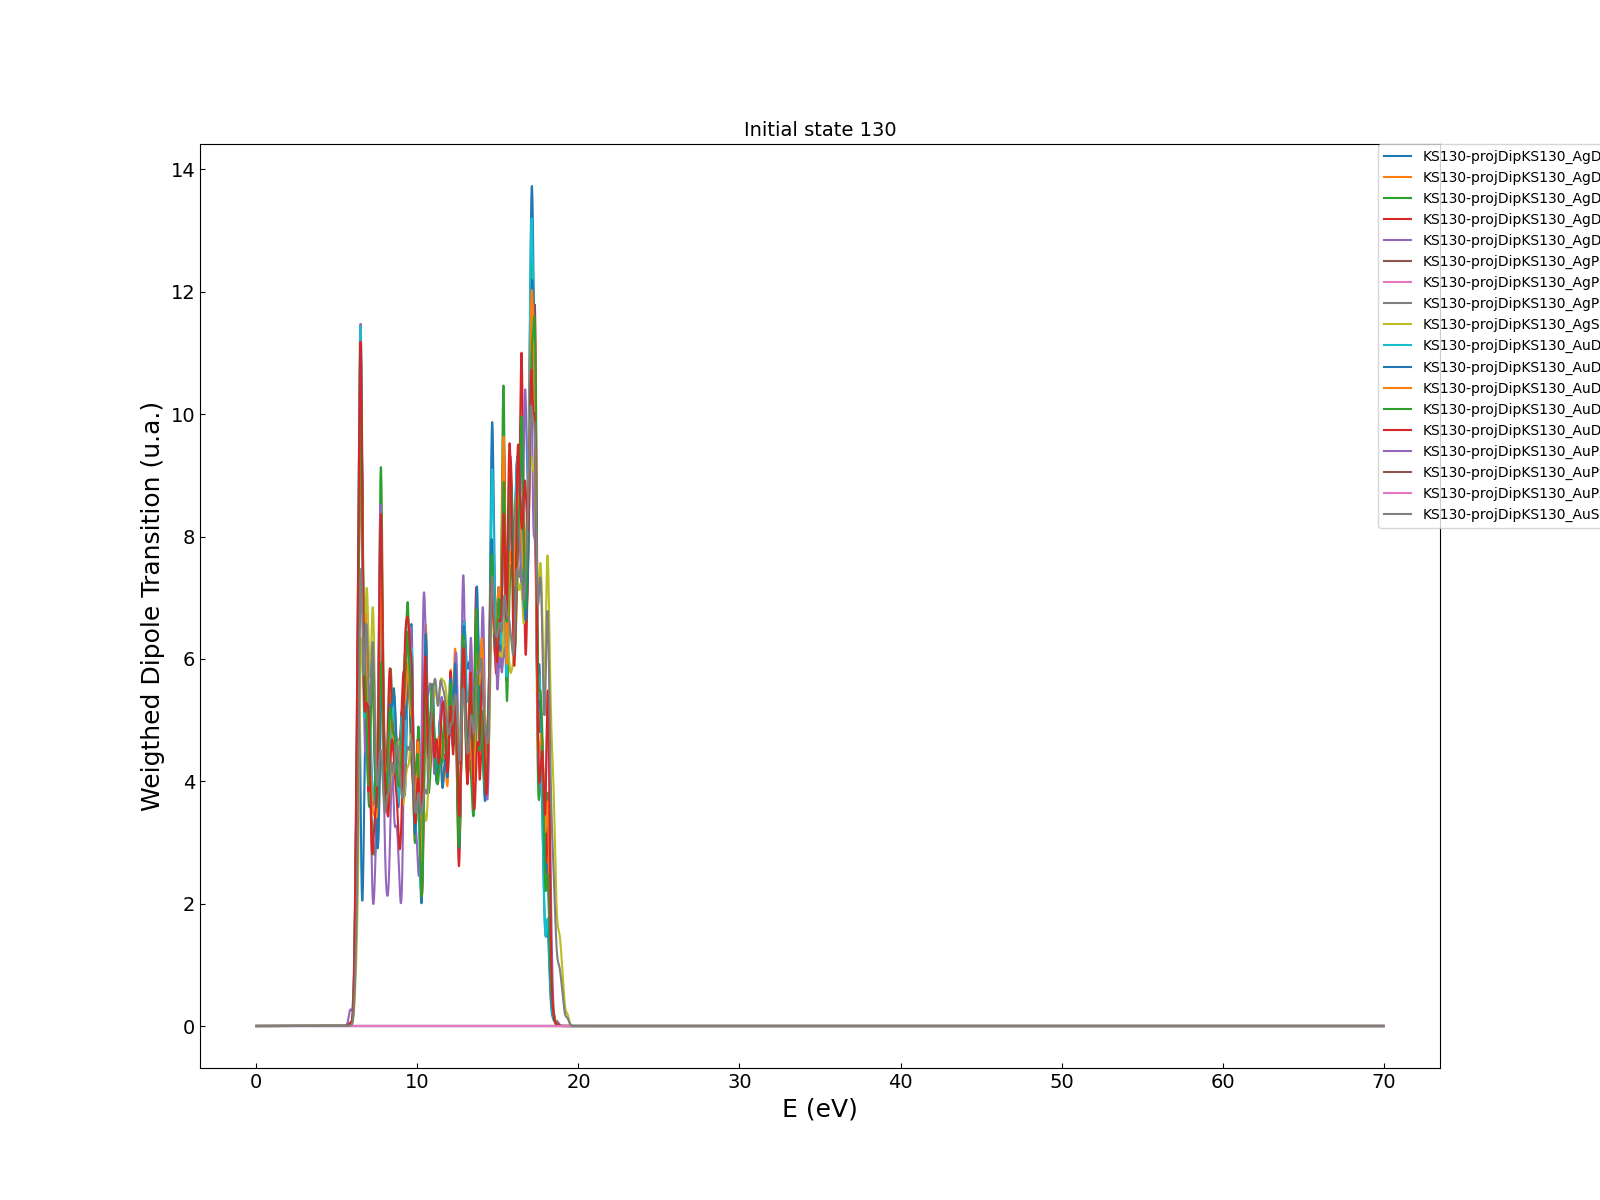 Initial state 130
14
12
10
8
6
4
2
0
Weigthed Dipole Transition (u.a.)
0 10 20 30 40 50 60 70
E (eV)
KS130-projDipKS130_AgD
KS130-projDipKS130_AgD
KS130-projDipKS130_AgD
KS130-projDipKS130_AgD
KS130-projDipKS130_AgD
KS130-projDipKS130_AgP
KS130-projDipKS130_AgP
KS130-projDipKS130_AgP
KS130-projDipKS130_AgS
KS130-projDipKS130_AuD
KS130-projDipKS130_AuD
KS130-projDipKS130_AuD
KS130-projDipKS130_AuD
KS130-projDipKS130_AuD
KS130-projDipKS130_AuP
KS130-projDipKS130_AuP
KS130-projDipKS130_AuP
KS130-projDipKS130_AuS